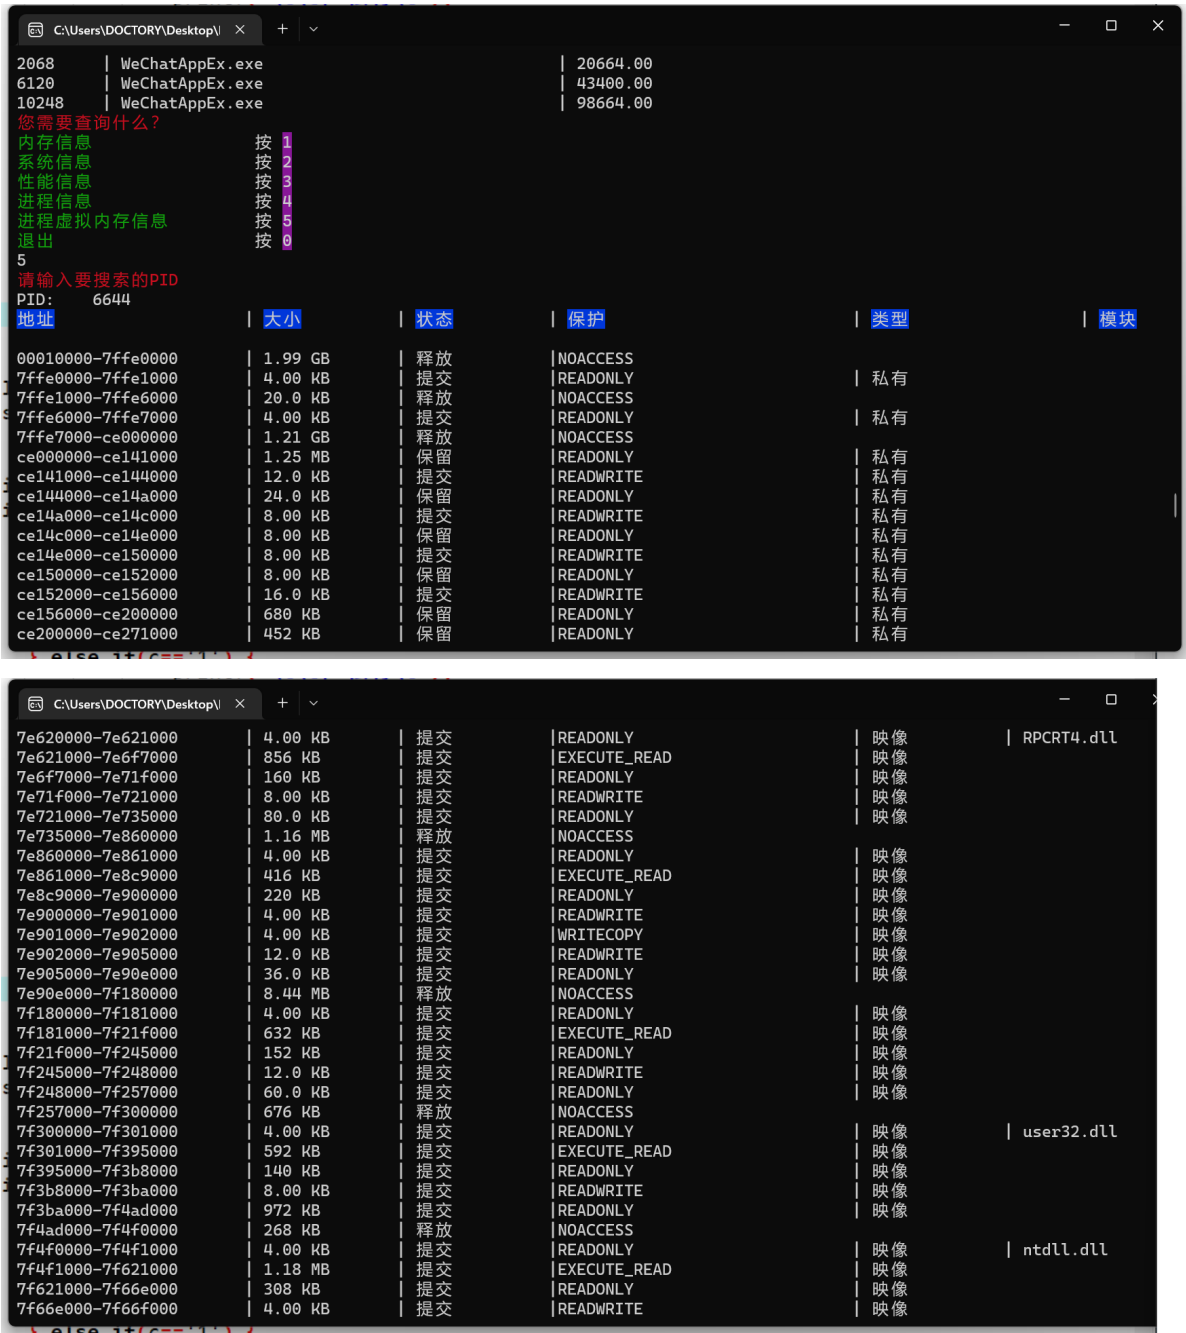 C:\Users\DOCTORY\Desktop\
2068 | WeChatAppEx.exe | 20664.00
6120 | WeChatAppEx.exe | 43400.00
10248 | WeChatAppEx.exe | 98664.00
您需要查询什么?
内存信息 按 1
系统信息 按 2
性能信息 按 3
进程信息 按 4
进程虚拟内存信息 按 5
退出 按 0
5
请输入要搜索的PID
PID: 6644
地址 | 大小 | 状态 | 保护 | 类型 | 模块
00010000-7ffe0000 | 1.99 GB | 释放 |NOACCESS
7ffe0000-7ffe1000 | 4.00 KB | 提交 |READONLY | 私有
7ffe1000-7ffe6000 | 20.0 KB | 释放 |NOACCESS
7ffe6000-7ffe7000 | 4.00 KB | 提交 |READONLY | 私有
7ffe7000-ce000000 | 1.21 GB | 释放 |NOACCESS
ce000000-ce141000 | 1.25 MB | 保留 |READONLY | 私有
ce141000-ce144000 | 12.0 KB | 提交 |READWRITE | 私有
ce144000-ce14a000 | 24.0 KB | 保留 |READONLY | 私有
ce14a000-ce14c000 | 8.00 KB | 提交 |READWRITE | 私有
ce14c000-ce14e000 | 8.00 KB | 保留 |READONLY | 私有
ce14e000-ce150000 | 8.00 KB | 提交 |READWRITE | 私有
ce150000-ce152000 | 8.00 KB | 保留 |READONLY | 私有
ce152000-ce156000 | 16.0 KB | 提交 |READWRITE | 私有
ce156000-ce200000 | 680 KB | 保留 |READONLY | 私有
ce200000-ce271000 | 452 KB | 保留 |READONLY | 私有
} else if(c=='1') {
C:\Users\DOCTORY\Desktop\
7e620000-7e621000 | 4.00 KB | 提交 |READONLY | 映像 | RPCRT4.dll
7e621000-7e6f7000 | 856 KB | 提交 |EXECUTE_READ | 映像
7e6f7000-7e71f000 | 160 KB | 提交 |READONLY | 映像
7e71f000-7e721000 | 8.00 KB | 提交 |READWRITE | 映像
7e721000-7e735000 | 80.0 KB | 提交 |READONLY | 映像
7e735000-7e860000 | 1.16 MB | 释放 |NOACCESS
7e860000-7e861000 | 4.00 KB | 提交 |READONLY | 映像
7e861000-7e8c9000 | 416 KB | 提交 |EXECUTE_READ | 映像
7e8c9000-7e900000 | 220 KB | 提交 |READONLY | 映像
7e900000-7e901000 | 4.00 KB | 提交 |READWRITE | 映像
7e901000-7e902000 | 4.00 KB | 提交 |WRITECOPY | 映像
7e902000-7e905000 | 12.0 KB | 提交 |READWRITE | 映像
7e905000-7e90e000 | 36.0 KB | 提交 |READONLY | 映像
7e90e000-7f180000 | 8.44 MB | 释放 |NOACCESS
7f180000-7f181000 | 4.00 KB | 提交 |READONLY | 映像
7f181000-7f21f000 | 632 KB | 提交 |EXECUTE_READ | 映像
7f21f000-7f245000 | 152 KB | 提交 |READONLY | 映像
7f245000-7f248000 | 12.0 KB | 提交 |READWRITE | 映像
7f248000-7f257000 | 60.0 KB | 提交 |READONLY | 映像
7f257000-7f300000 | 676 KB | 释放 |NOACCESS
7f300000-7f301000 | 4.00 KB | 提交 |READONLY | 映像 | user32.dll
7f301000-7f395000 | 592 KB | 提交 |EXECUTE_READ | 映像
7f395000-7f3b8000 | 140 KB | 提交 |READONLY | 映像
7f3b8000-7f3ba000 | 8.00 KB | 提交 |READWRITE | 映像
7f3ba000-7f4ad000 | 972 KB | 提交 |READONLY | 映像
7f4ad000-7f4f0000 | 268 KB | 释放 |NOACCESS
7f4f0000-7f4f1000 | 4.00 KB | 提交 |READONLY | 映像 | ntdll.dll
7f4f1000-7f621000 | 1.18 MB | 提交 |EXECUTE_READ | 映像
7f621000-7f66e000 | 308 KB | 提交 |READONLY | 映像
7f66e000-7f66f000 | 4.00 KB | 提交 |READWRITE | 映像
} else if(c=='1') {